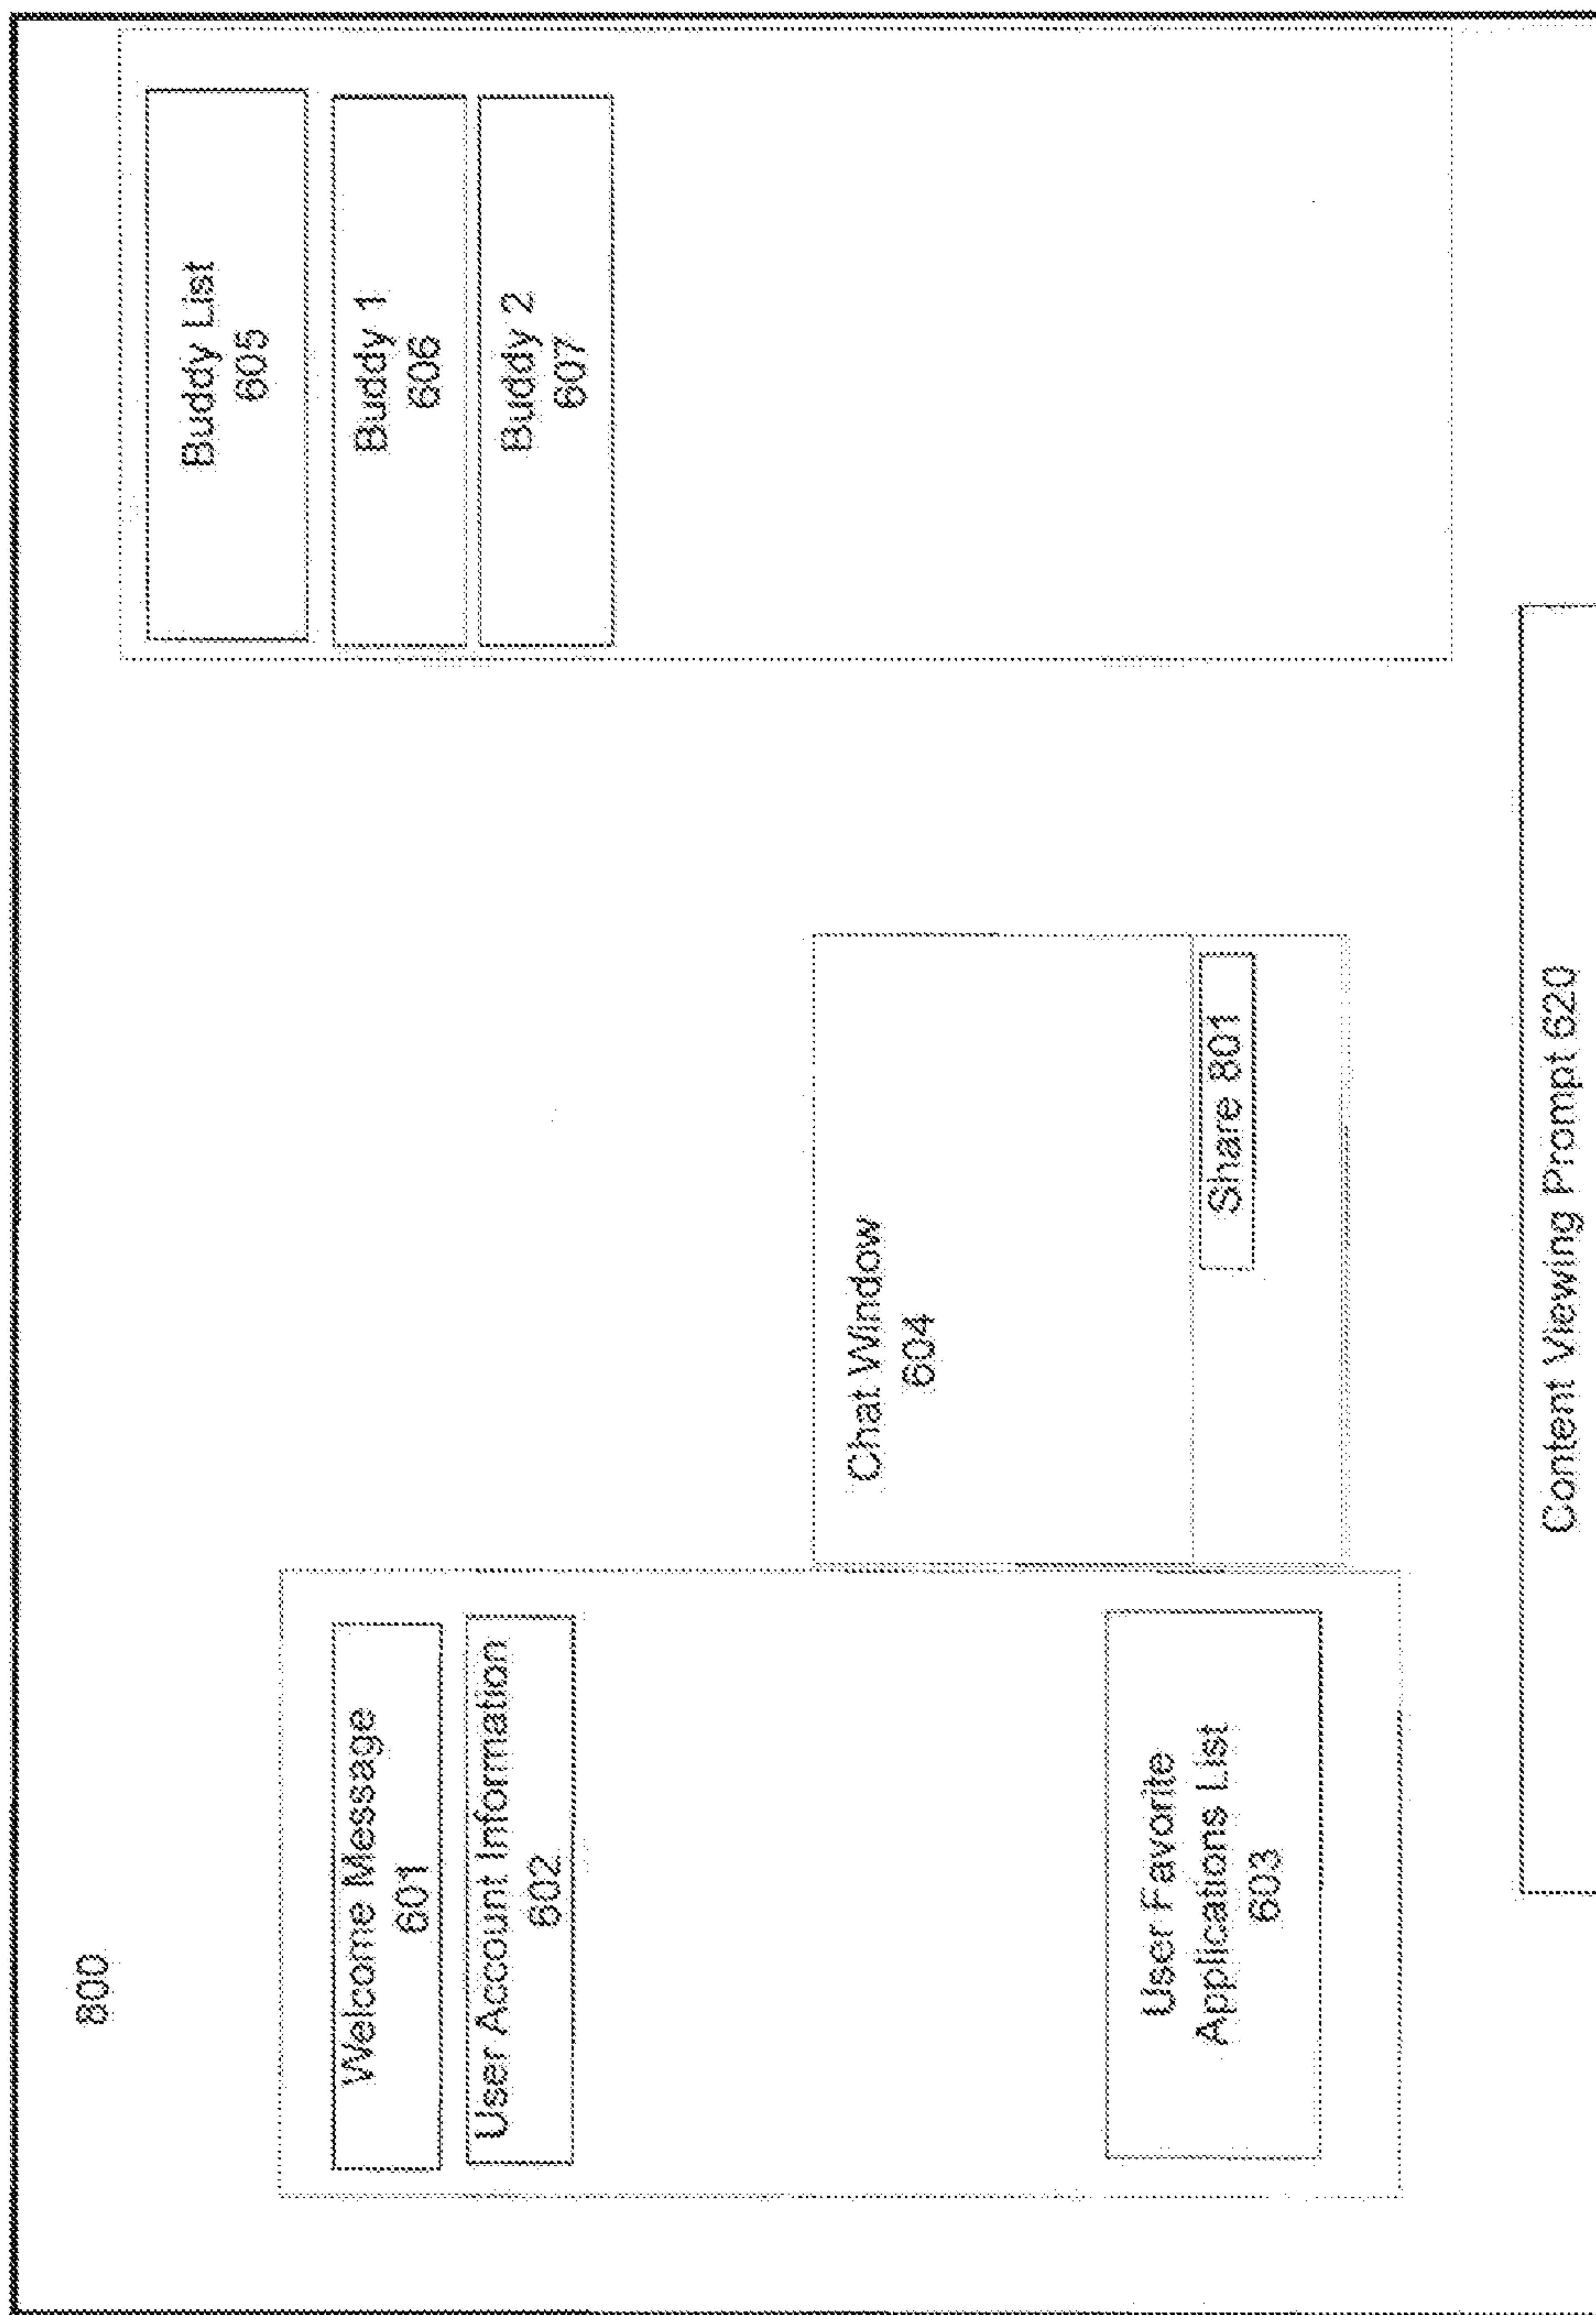 800
Welcome Message
601
User Account Information
602
User Favorite
Applications List
603
Chat Window
604
Share 801
Buddy List
605
Buddy 1
606
Buddy 2
607
Content Viewing Prompt 620